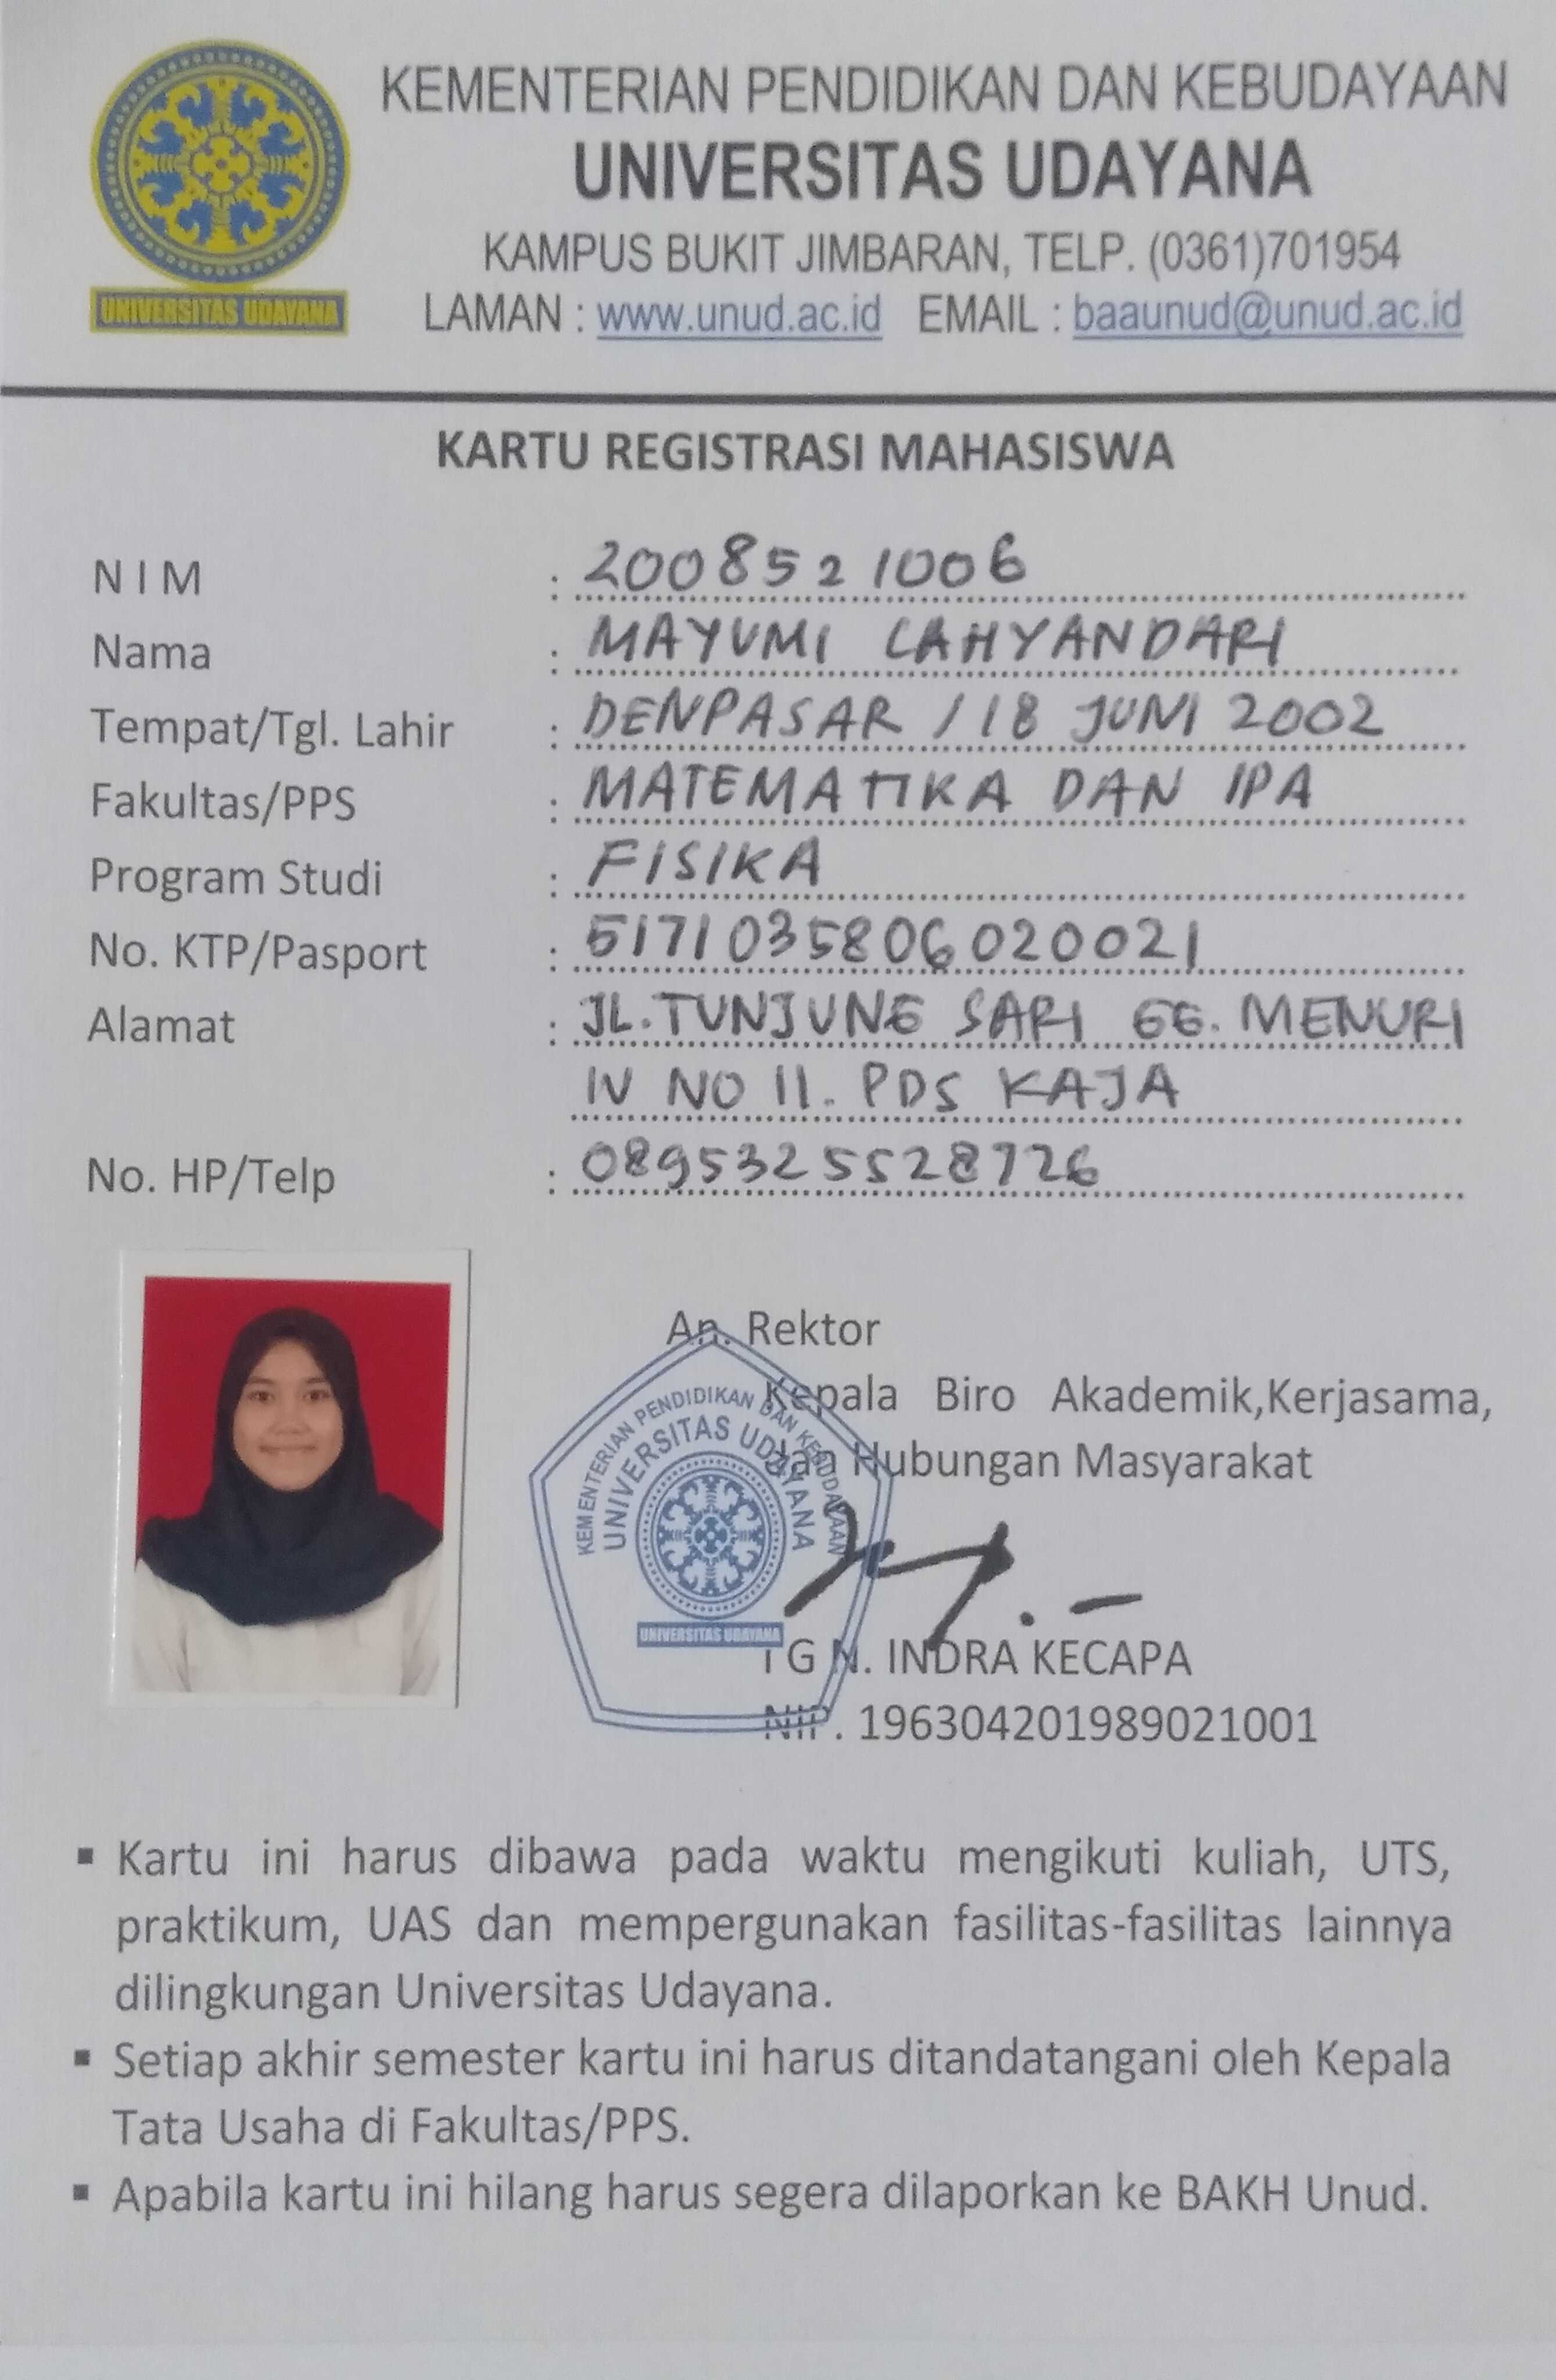 KEMENTERIAN PENDIDIKAN DAN KEBUDAYAAN
UNIVERSITAS UDAYANA
KAMPUS BUKIT JIMBARAN, TELP. (0361)701954
LAMAN : www.unud.ac.id EMAIL : baaunud@unud.ac.id
UNIVERSITAS UDAYANA
KARTU REGISTRASI MAHASISWA
N I M : 2008521006
Nama : MAYUMI CAHYANDARI
Tempat/Tgl. Lahir : DENPASAR / 18 JUNI 2002
Fakultas/PPS : MATEMATIKA DAN IPA
Program Studi : FISIKA
No. KTP/Pasport : 5171035806020021
Alamat : JL.TUNJUNG SARI GG. MENURI
IV NO 11. PDS KAJA
No. HP/Telp : 0895325528726
An. Rektor
Kepala Biro Akademik,Kerjasama,
dan Hubungan Masyarakat
KEMENTERIAN PENDIDIKAN DAN KEBUDAYAAN
UNIVERSITAS UDAYANA
UNIVERSITAS UDAYANA
I G N. INDRA KECAPA
NIP. 196304201989021001
▪ Kartu ini harus dibawa pada waktu mengikuti kuliah, UTS,
praktikum, UAS dan mempergunakan fasilitas-fasilitas lainnya
dilingkungan Universitas Udayana.
▪ Setiap akhir semester kartu ini harus ditandatangani oleh Kepala
Tata Usaha di Fakultas/PPS.
▪ Apabila kartu ini hilang harus segera dilaporkan ke BAKH Unud.